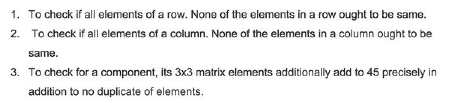 1. To check if all elements of a row. None of the elements in a row ought to be same.
2. To check if all elements of a column. None of the elements in a column ought to be
same.
3. To check for a component, its 3x3 matrix elements additionally add to 45 precisely in
addition to no duplicate of elements.